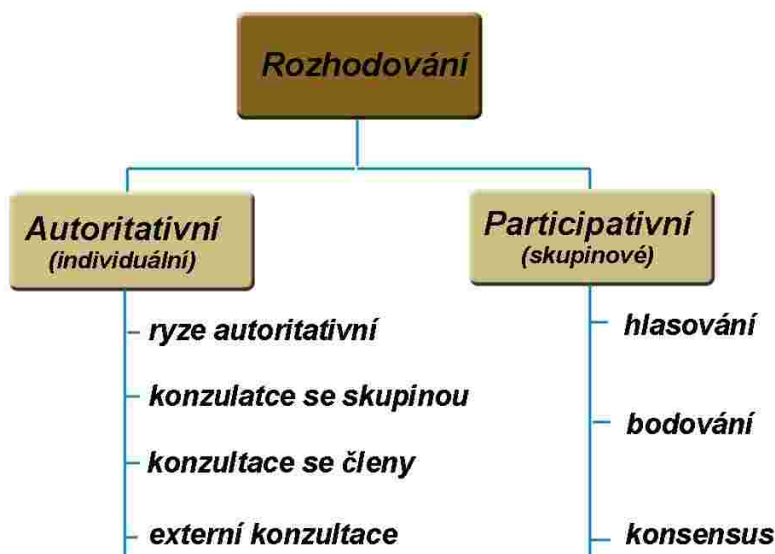 Rozhodování
Autoritativní
(individuální)
ryze autoritativní
konzulatce se skupinou
konzultace se členy
externí konzultace
Participativní
(skupinové)
hlasování
bodování
konsensus